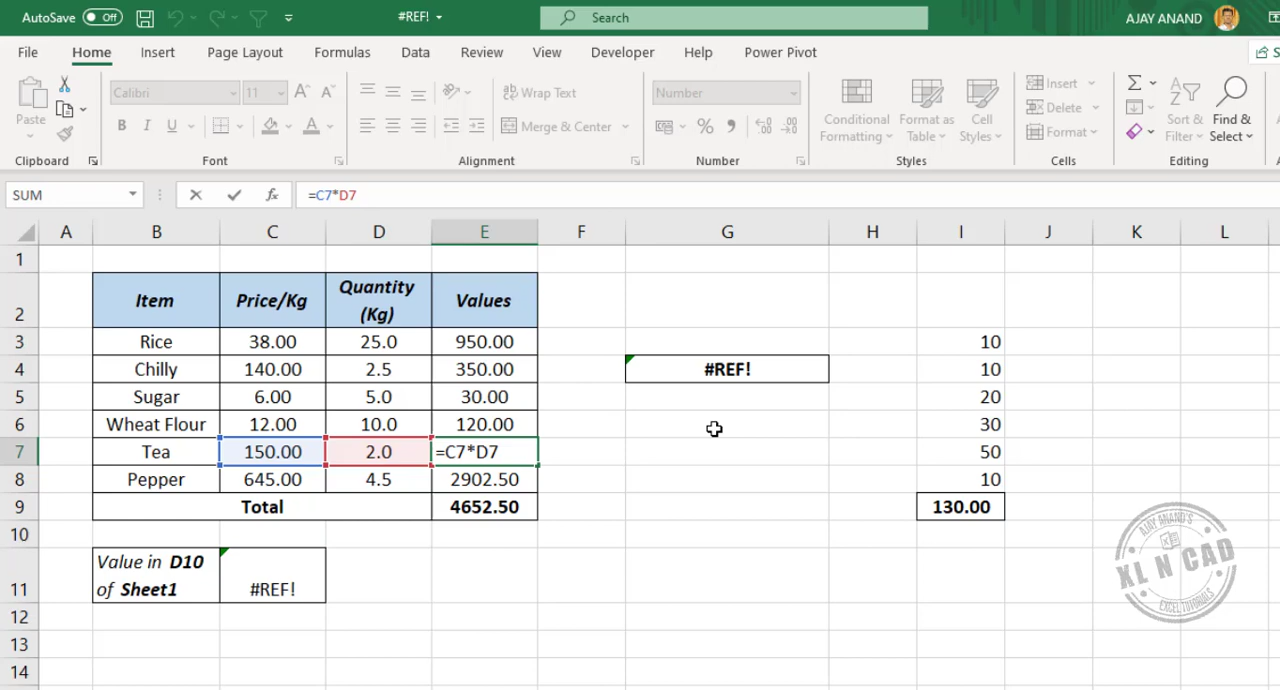 AutoSave Off #REF! Search AJAY ANAND
File Home Insert Page Layout Formulas Data Review View Developer Help Power Pivot S
Paste Calibri 11 A A Wrap Text Number Conditional Formatting Format as Table Cell Styles Insert Sort & Filter Find & Select
B I U A Merge & Center % Delete
Format
Clipboard Font Alignment Number Styles Cells Editing
SUM fx =C7*D7
A B C D E F G H I J K L
1
2 Item Price/Kg Quantity (Kg) Values
3 Rice 38.00 25.0 950.00 10
4 Chilly 140.00 2.5 350.00 #REF! 10
5 Sugar 6.00 5.0 30.00 20
6 Wheat Flour 12.00 10.0 120.00 30
7 Tea 150.00 2.0 =C7*D7 50
8 Pepper 645.00 4.5 2902.50 10
9 Total 4652.50 130.00
10
11 Value in D10 of Sheet1 #REF!
12
13
14
AJAY ANAND'S
XL N CAD
EXCEL TUTORIALS